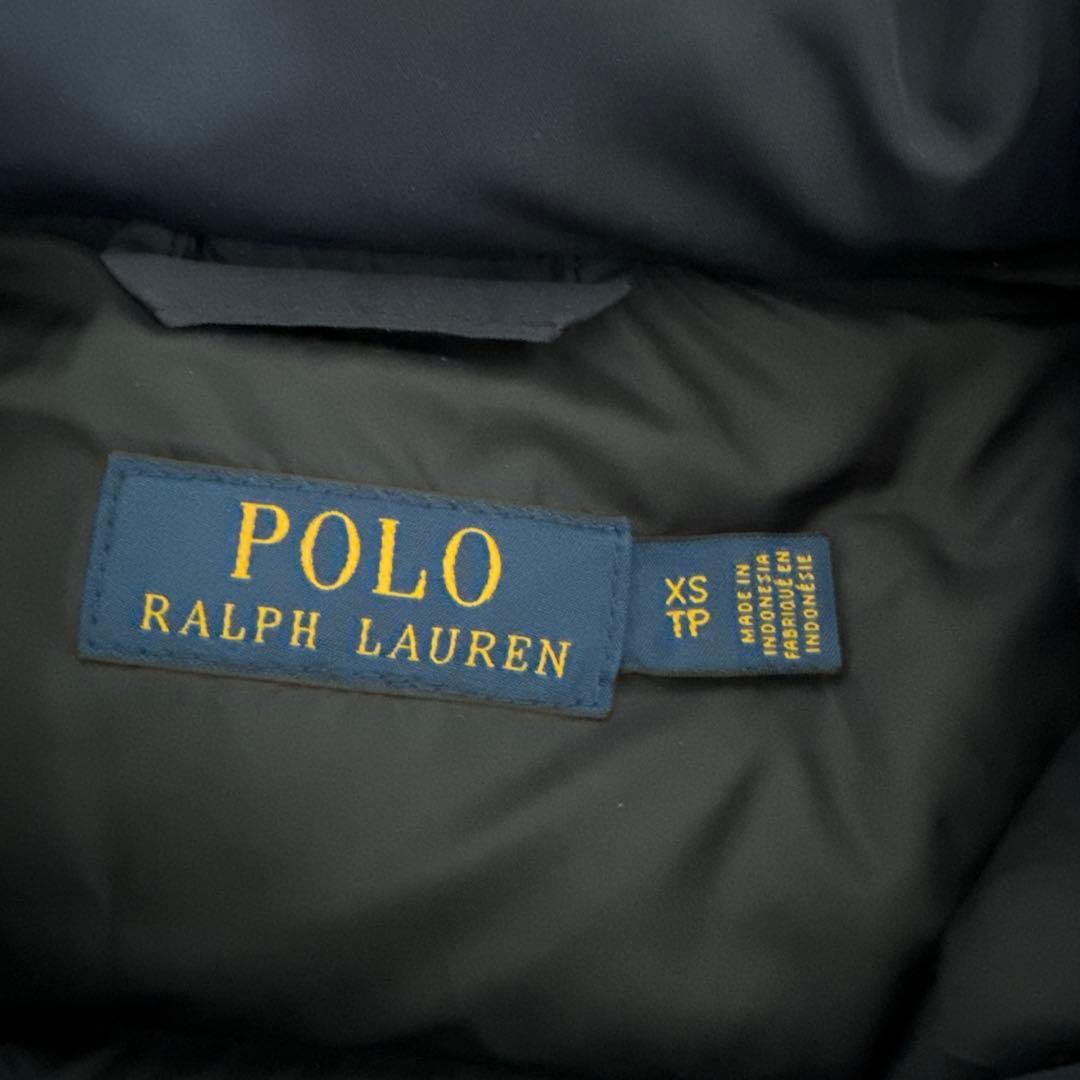 POLO
RALPH LAUREN
XS
TP
MADE IN
INDONESIA
FABRIQUÉ EN
INDONÉSIE